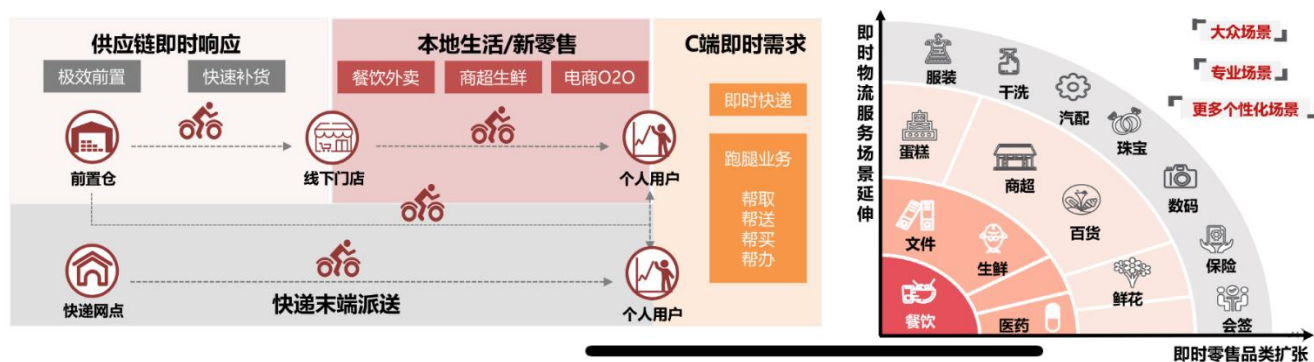 供应链即时响应
极效前置
快速补货
前置仓
线下门店
本地生活/新零售
餐饮外卖
商超生鲜
电商O2O
个人用户
C端即时需求
即时快递
跑腿业务
帮取
帮送
帮买
帮办
快递网点
快递末端派送
个人用户
即时物流服务场景延伸
大众场景
专业场景
更多个性化场景
服装
干洗
汽配
珠宝
数码
保险
会签
蛋糕
商超
百货
鲜花
文件
生鲜
医药
餐饮
即时零售品类扩张